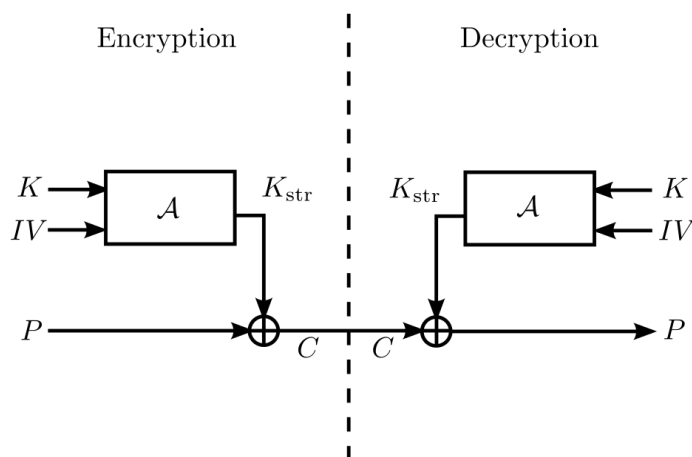 Encryption Decryption
K 𝒜 K_str K_str 𝒜 K
IV IV
P C C P